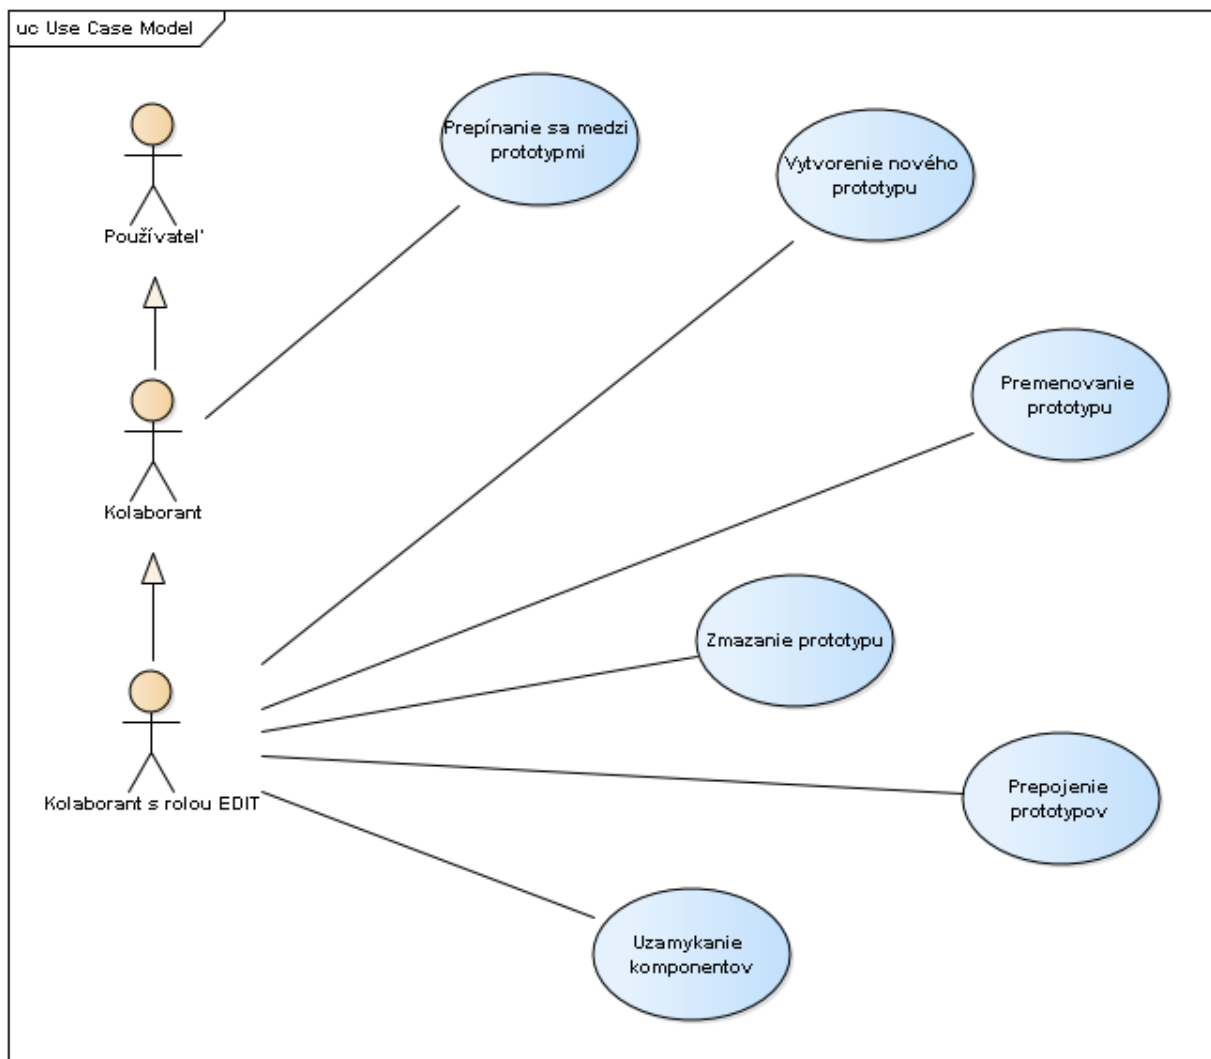 uc Use Case Model
Prepínanie sa medzi
prototypmi
Vytvorenie nového
prototypu
Používateľ
Premenovanie
prototypu
Kolaborant
Zmazanie prototypu
Kolaborant s rolou EDIT
Prepojenie
prototypov
Uzamykanie
komponentov